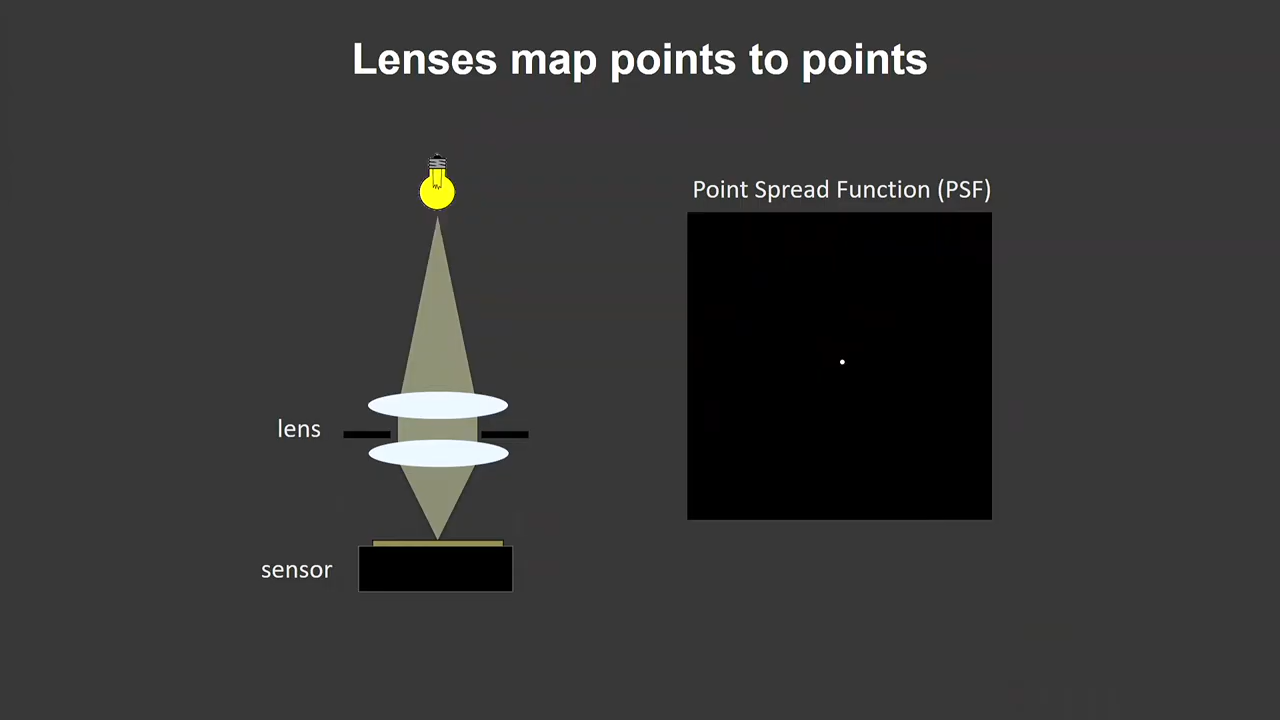 Lenses map points to points
Point Spread Function (PSF)
lens
sensor